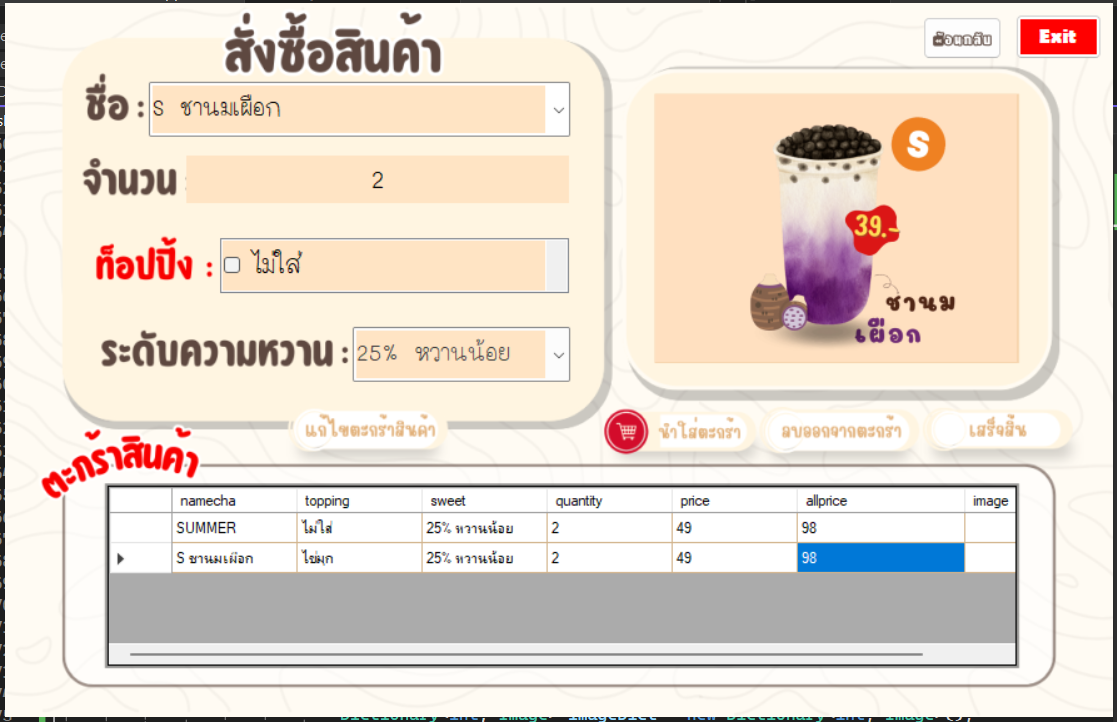 สั่งซื้อสินค้า
ย้อนกลับ
Exit
ชื่อ : S ชานมเผือก
จำนวน : 2
ท็อปปิ้ง : ไม่ใส่
ระดับความหวาน : 25% หวานน้อย
S
39.-
ชานม
เผือก
แก้ไขตะกร้าสินค้า
นำใส่ตะกร้า
ลบออกจากตะกร้า
เสร็จสิ้น
ตะกร้าสินค้า
namecha topping sweet quantity price allprice image
SUMMER ไม่ใส่ 25% หวานน้อย 2 49 98
S ชานมเผือก ไข่มุก 25% หวานน้อย 2 49 98